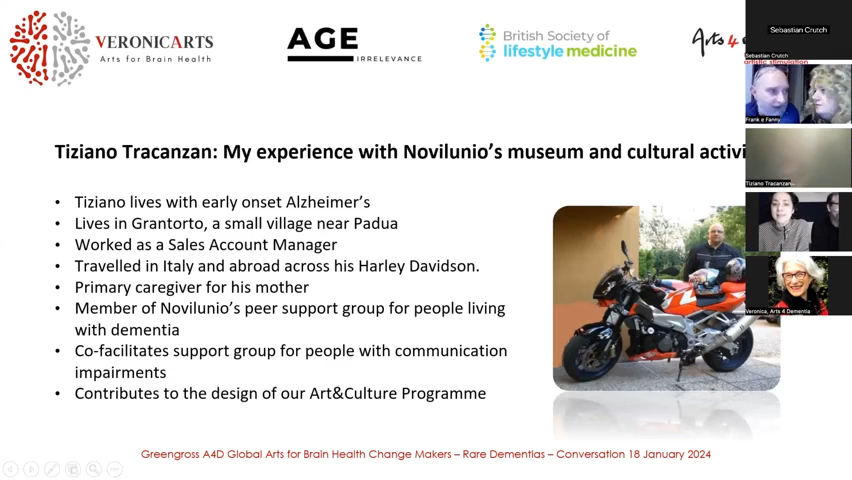 VERONICARTS
Arts for Brain Health
AGE
IRRELEVANCE
British Society of
lifestyle medicine
Arts 4
artistic stimulation
Sebastian Crutch
Sebastian Crutch
Frank e Fanny
Tiziano Tracanzan
Veronica, Arts 4 Dementia
Tiziano Tracanzan: My experience with Novilunio's museum and cultural activi
• Tiziano lives with early onset Alzheimer's
• Lives in Grantorto, a small village near Padua
• Worked as a Sales Account Manager
• Travelled in Italy and abroad across his Harley Davidson.
• Primary caregiver for his mother
• Member of Novilunio's peer support group for people living
with dementia
• Co-facilitates support group for people with communication
impairments
• Contributes to the design of our Art&Culture Programme
Greengross A4D Global Arts for Brain Health Change Makers – Rare Dementias – Conversation 18 January 2024